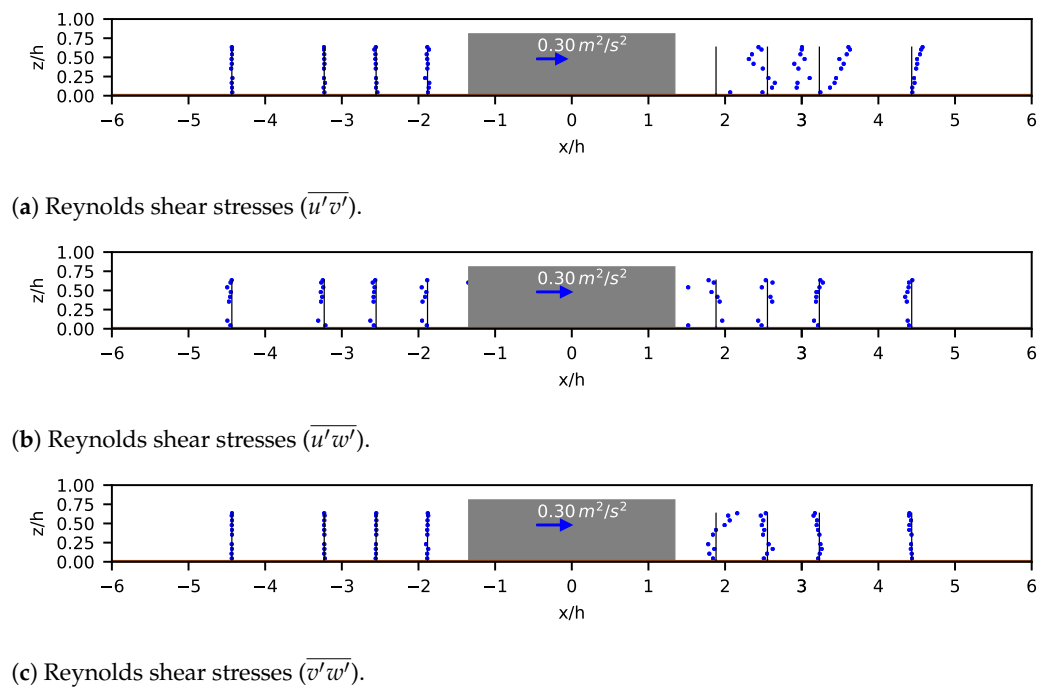 1.00
0.75
0.50
0.25
0.00
z/h
0.30 m²/s²
−6 −5 −4 −3 −2 −1 0 1 2 3 4 5 6
x/h
(a) Reynolds shear stresses (u′v′).
1.00
0.75
0.50
0.25
0.00
z/h
0.30 m²/s²
−6 −5 −4 −3 −2 −1 0 1 2 3 4 5 6
x/h
(b) Reynolds shear stresses (u′w′).
1.00
0.75
0.50
0.25
0.00
z/h
0.30 m²/s²
−6 −5 −4 −3 −2 −1 0 1 2 3 4 5 6
x/h
(c) Reynolds shear stresses (v′w′).